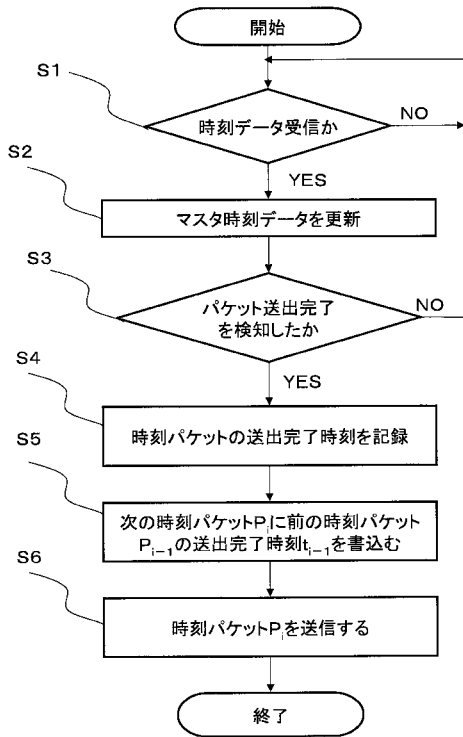 開始
S1
時刻データ受信か
NO
YES
S2
マスタ時刻データを更新
S3
パケット送出完了
を検知したか
NO
YES
S4
時刻パケットの送出完了時刻を記録
S5
次の時刻パケットPiに前の時刻パケット
Pi−1の送出完了時刻ti−1を書込む
S6
時刻パケットPiを送信する
終了